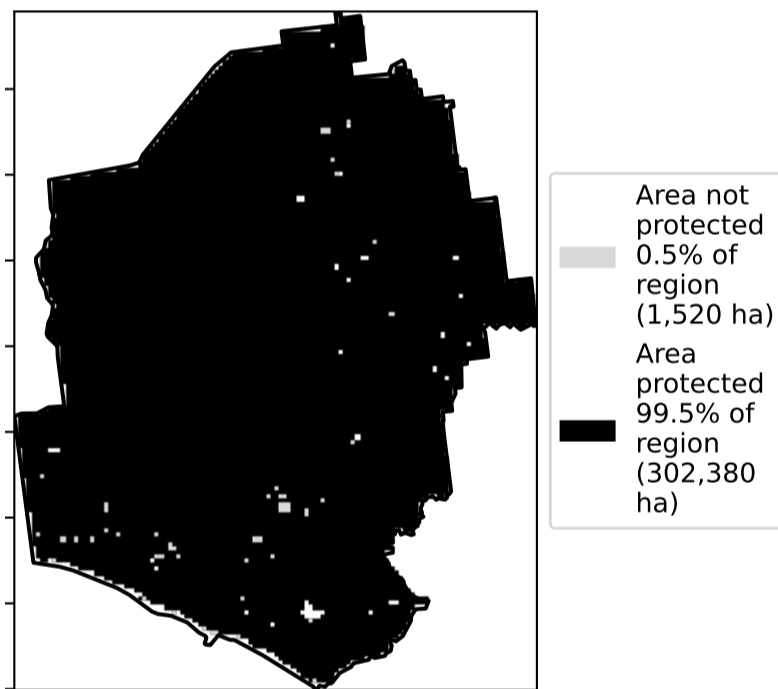 Area not
protected
0.5% of
region
(1,520 ha)
Area
protected
99.5% of
region
(302,380
ha)